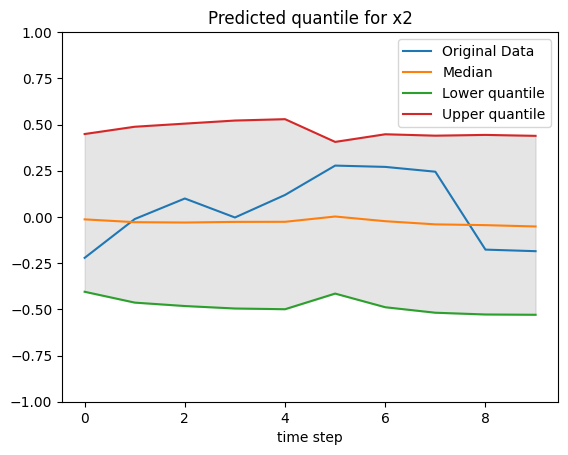 Predicted quantile for x2
Original Data
Median
Lower quantile
Upper quantile
1.00
0.75
0.50
0.25
0.00
−0.25
−0.50
−0.75
−1.00
0 2 4 6 8
time step